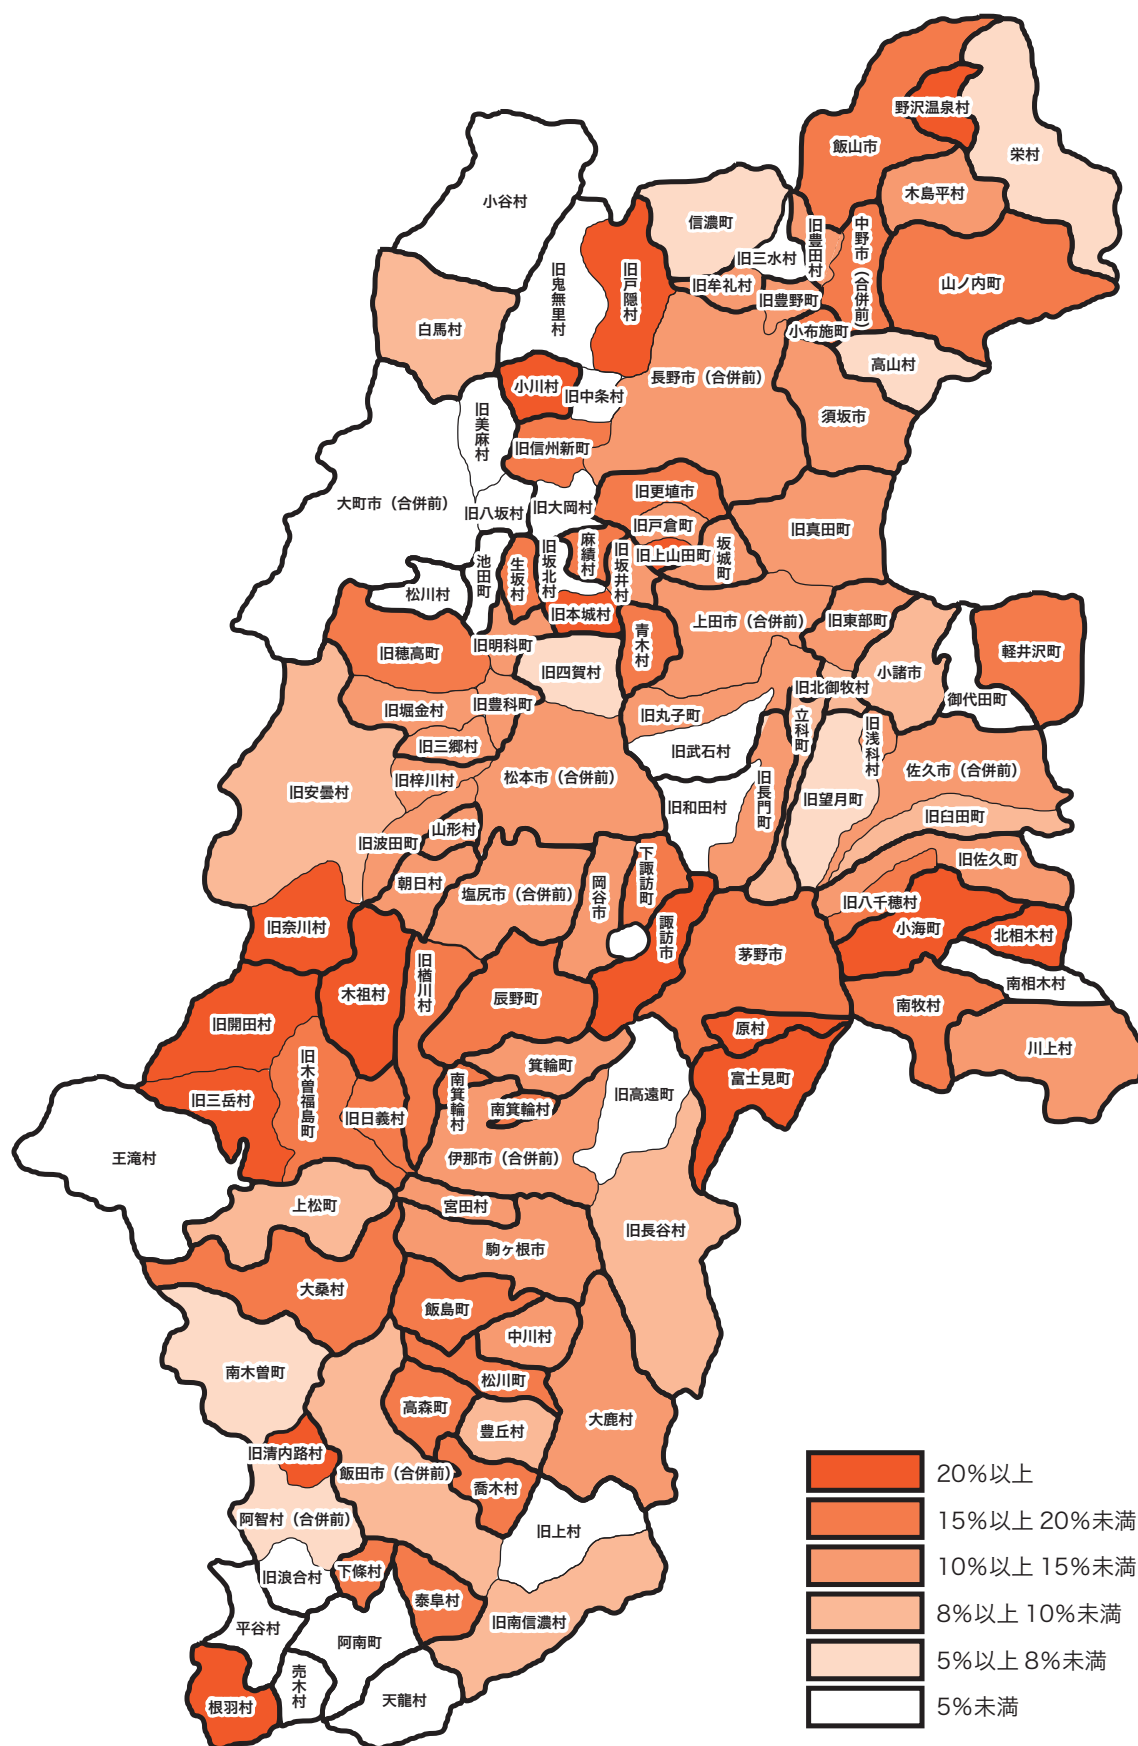 野沢温泉村
飯山市
栄村
木島平村
小谷村
信濃町
旧豊田村
中野市（合併前）
旧三水村
旧鬼無里村
旧戸隠村
旧牟礼村
山ノ内町
旧豊野町
白馬村
小布施町
高山村
長野市（合併前）
小川村
旧中条村
須坂市
旧美麻村
旧信州新町
大町市（合併前）
旧八坂村
旧大岡村
旧更埴市
旧戸倉町
旧真田町
池田町
生坂村
旧坂北村
麻績村
旧坂井村
旧上山田町
坂城町
松川村
旧本城村
青木村
上田市（合併前）
旧東部町
軽井沢町
旧穂高町
旧明科町
旧四賀村
旧北御牧村
小諸市
御代田町
旧堀金村
旧豊科町
旧丸子町
立科町
旧浅科村
旧三郷村
旧武石村
佐久市（合併前）
旧安曇村
旧梓川村
松本市（合併前）
旧和田村
旧長門町
旧望月町
旧臼田町
旧波田町
山形村
旧佐久町
朝日村
塩尻市（合併前）
岡谷市
下諏訪町
旧八千穂村
小海町
旧奈川村
諏訪市
北相木村
茅野市
木祖村
旧楢川村
辰野町
南相木村
南牧村
旧開田村
原村
川上村
旧木曽福島町
箕輪町
富士見町
旧三岳村
旧日義村
南箕輪村
南箕輪村
旧高遠町
王滝村
伊那市（合併前）
上松町
宮田村
旧長谷村
駒ヶ根市
大桑村
飯島町
中川村
南木曽町
松川町
高森町
豊丘村
大鹿村
旧清内路村
飯田市（合併前）
喬木村
阿智村（合併前）
旧上村
旧浪合村
下條村
泰阜村
平谷村
阿南町
旧南信濃村
売木村
天龍村
根羽村
20%以上
15%以上 20%未満
10%以上 15%未満
8%以上 10%未満
5%以上 8%未満
5%未満